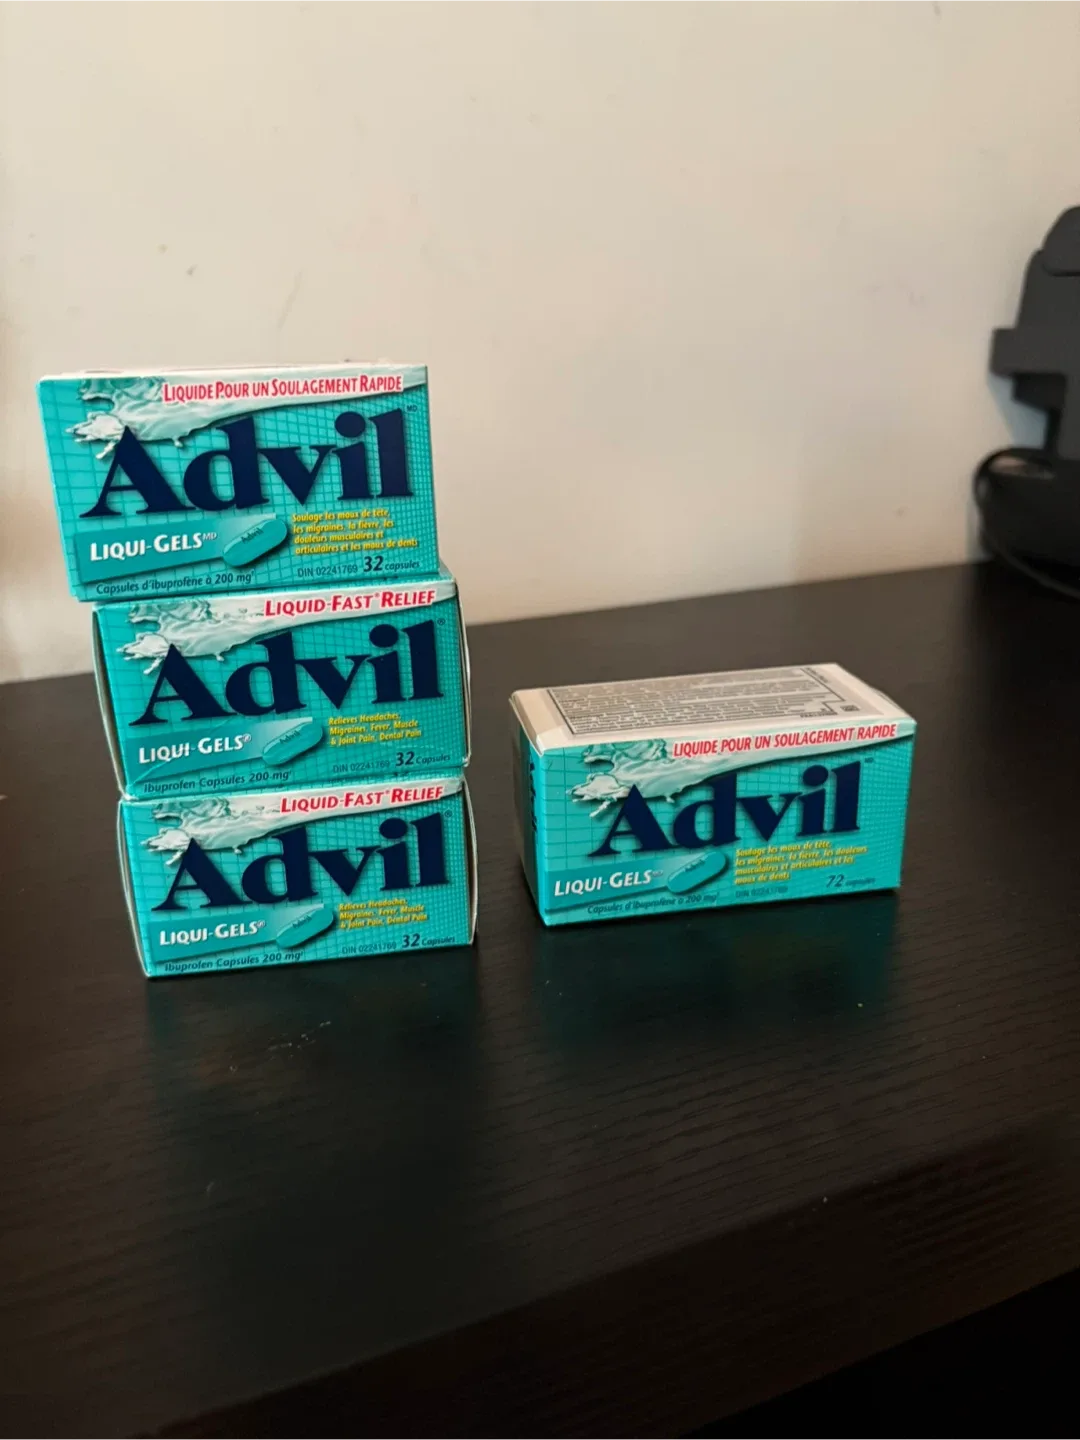 LIQUIDE POUR UN SOULAGEMENT RAPIDE
Advil MD
LIQUI-GELS MD
Advil
Soulage les maux de tête,
les migraines, la fièvre, les
douleurs musculaires et
articulaires et les maux de dents
Capsules d'ibuprofène à 200 mg
DIN 02241769 32 capsules
LIQUID-FAST* RELIEF
Advil®
LIQUI-GELS®
Relieves Headaches,
Migraines, Fever, Muscle
& Joint Pain, Dental Pain
Ibuprofen Capsules 200 mg
DIN 02241769 32 Capsules
LIQUID-FAST* RELIEF
Advil
LIQUI-GELS®
Relieves Headaches,
Migraines, Fever, Muscle
& Joint Pain, Dental Pain
Ibuprofen Capsules 200 mg
DIN 02241769 32 Capsules
LIQUIDE POUR UN SOULAGEMENT RAPIDE
Advil
LIQUI-GELS
Soulage les maux de tête,
les migraines, la fièvre, les douleurs
musculaires et articulaires et les
maux de dents
Capsules d'ibuprofène à 200 mg
DIN 02241769 72 capsules